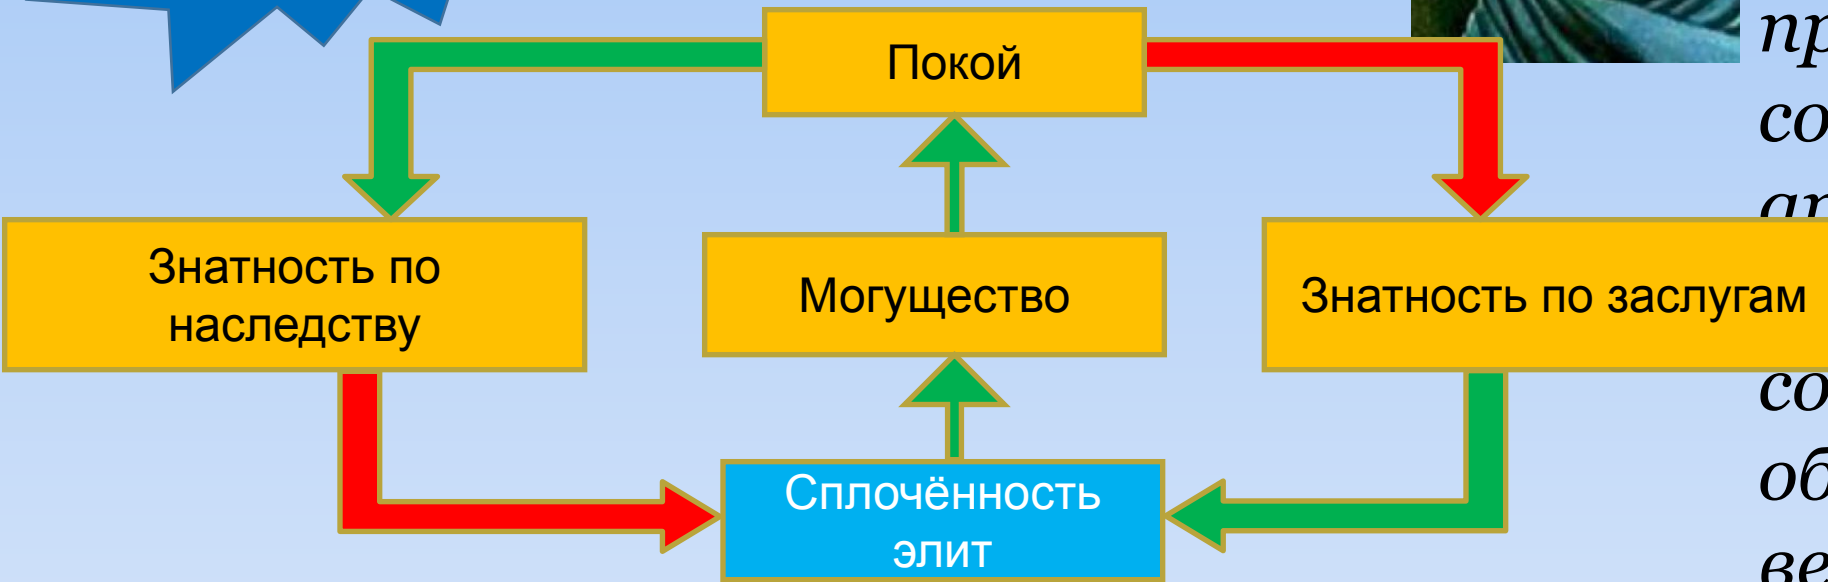 Покой
Знатность по
наследству
Могущество
Знатность по заслугам
Сплочённость
элит